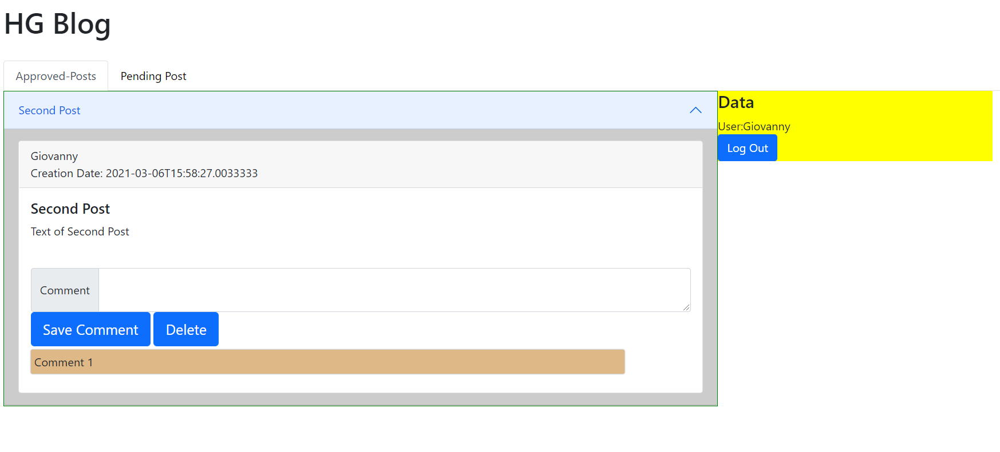 HG Blog
Approved-Posts
Pending Post
Second Post
Giovanny
Creation Date: 2021-03-06T15:58:27.0033333
Second Post
Text of Second Post
Comment
Save Comment
Delete
Comment 1
Data
User:Giovanny
Log Out